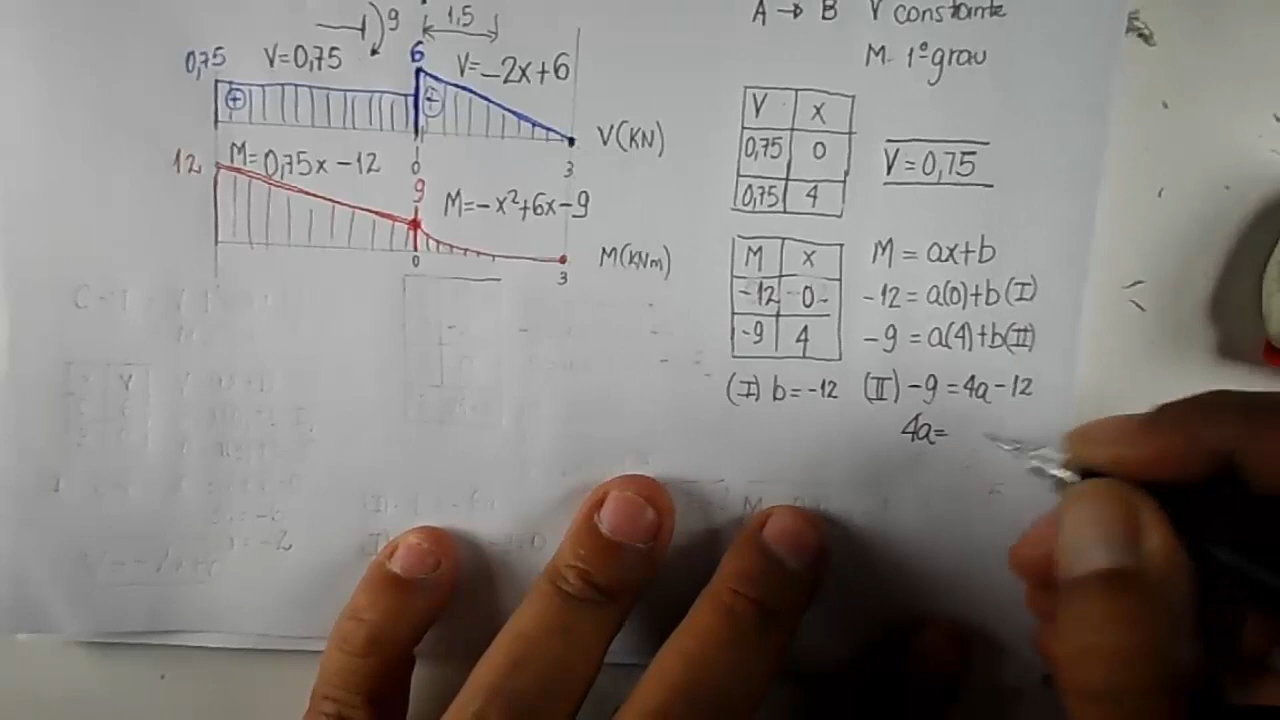 9 1,5
0,75 V=0,75 6 V=-2x+6
V(KN)
0 3
12 M=0,75x-12 9 M=-x²+6x-9
M(KNm)
0 3
A → B V constante
M. 1º grau
V x
0,75 0
0,75 4
V=0,75
M x
-12 0
-9 4
M=ax+b
-12=a(0)+b(I)
-9=a(4)+b(II)
(I) b=-12 (II) -9=4a-12
4a=